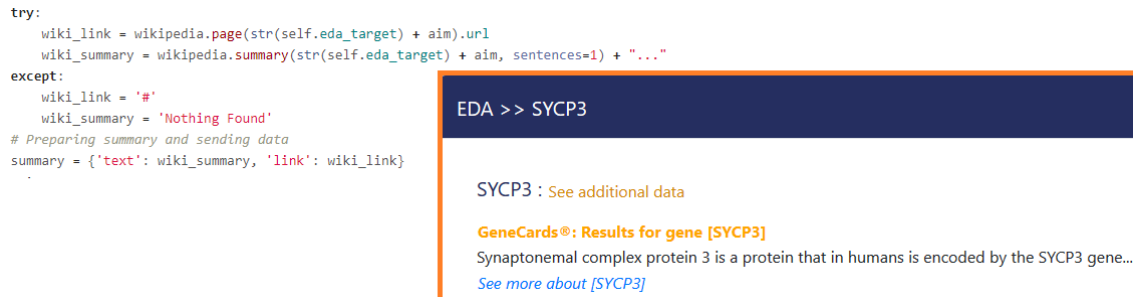 try:
wiki_link = wikipedia.page(str(self.eda_target) + aim).url
wiki_summary = wikipedia.summary(str(self.eda_target) + aim, sentences=1) + "..."
except:
wiki_link = '#'
wiki_summary = 'Nothing Found'
# Preparing summary and sending data
summary = {'text': wiki_summary, 'link': wiki_link}
EDA >> SYCP3
SYCP3 : See additional data
GeneCards®: Results for gene [SYCP3]
Synaptonemal complex protein 3 is a protein that in humans is encoded by the SYCP3 gene...
See more about [SYCP3]